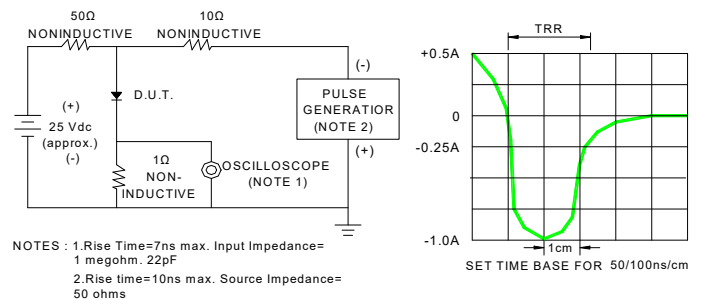 50Ω
NONINDUCTIVE
10Ω
NONINDUCTIVE
(+)
25 Vdc
(approx.)
(-)
D.U.T.
1Ω
NON-
INDUCTIVE
OSCILLOSCOPE
(NOTE 1)
(-)
PULSE
GENERATIOR
(NOTE 2)
(+)
NOTES : 1.Rise Time=7ns max. Input Impedance=
1 megohm. 22pF
2.Rise time=10ns max. Source Impedance=
50 ohms
TRR
+0.5A
0
-0.25A
-1.0A
1cm
SET TIME BASE FOR 50/100ns/cm